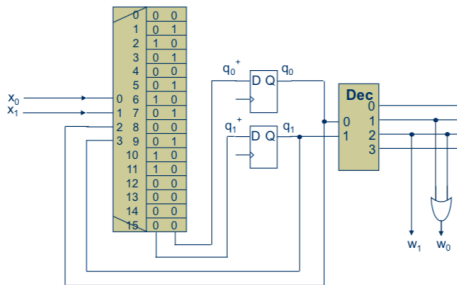 0 0 0
1 0 1
2 1 0
3 0 1
4 0 0
5 0 1
6 1 0
7 0 1
8 0 0
9 0 1
10 1 0
11 1 0
12 0 0
13 0 0
14 0 0
15 0 0
x₀
x₁
0
1
2
3
q₀⁺
D Q
q₀
q₁⁺
D Q
q₁
Dec
0
1
0
1
2
3
w₁
w₀